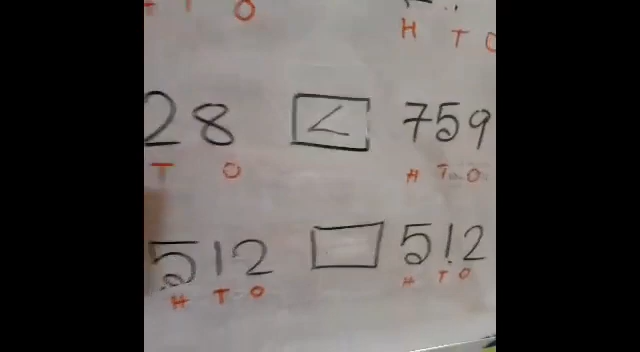 T O H T O
28 < 759
T O H T O
512 512
H T O H T O